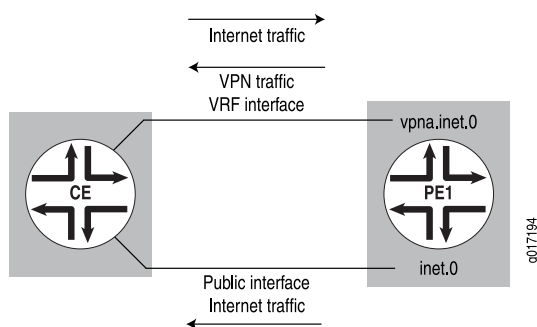 Internet traffic
VPN traffic
VRF interface
vpna.inet.0
CE
PE1
inet.0
Public interface
Internet traffic
g017194